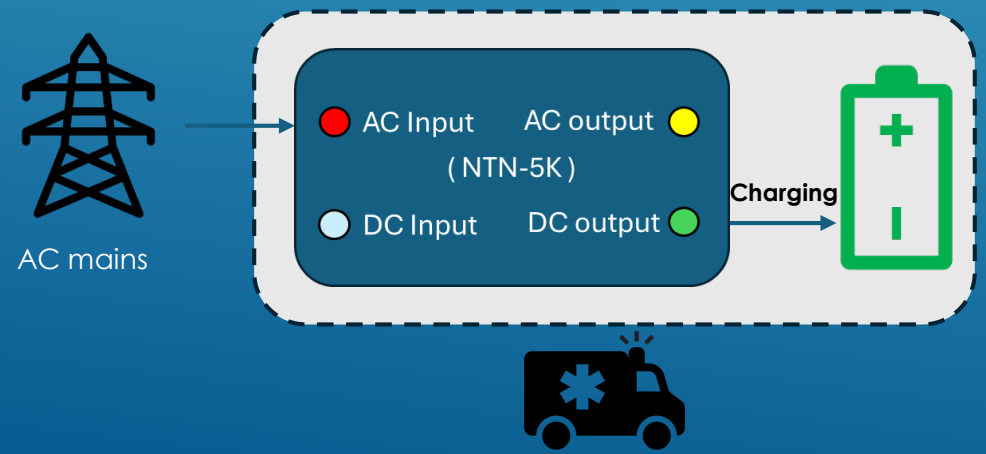 AC Input
AC output
( NTN-5K )
Charging
DC Input
DC output
AC mains
+
-